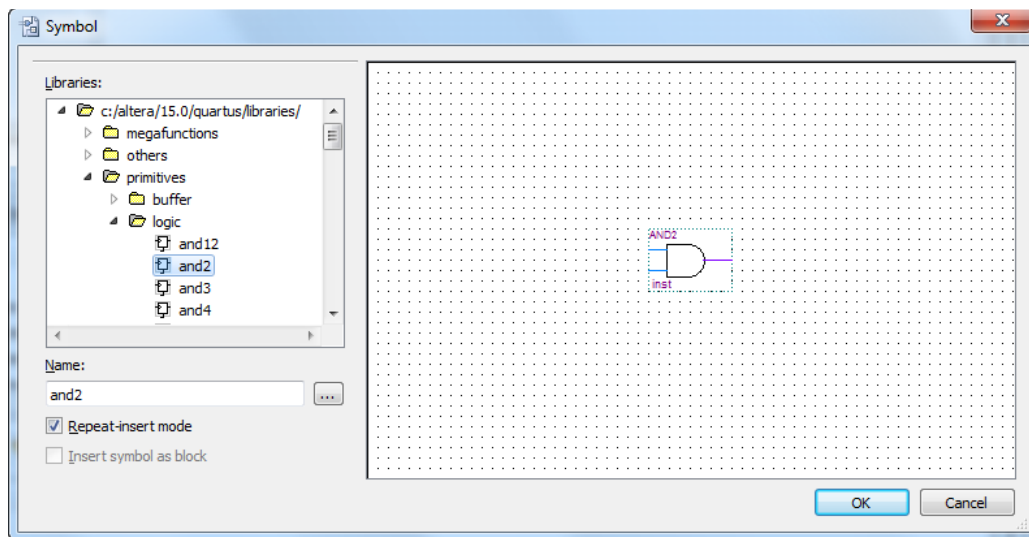 Symbol
Libraries:
c:/altera/15.0/quartus/libraries/
megafunctions
others
primitives
buffer
logic
and12
and2
and3
and4
Name:
and2
...
Repeat-insert mode
Insert symbol as block
AND2
inst
OK
Cancel